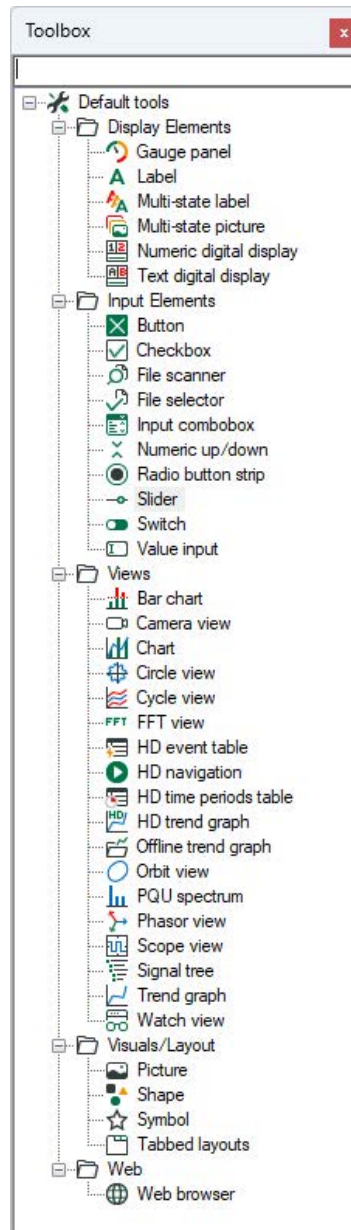 Toolbox
x
Default tools
Display Elements
Gauge panel
A Label
Multi-state label
Multi-state picture
Numeric digital display
Text digital display
Input Elements
Button
Checkbox
File scanner
File selector
Input combobox
Numeric up/down
Radio button strip
Slider
Switch
Value input
Views
Bar chart
Camera view
Chart
Circle view
Cycle view
FFT FFT view
HD event table
HD navigation
HD time periods table
HD HD trend graph
Offline trend graph
Orbit view
PQU spectrum
Phasor view
Scope view
Signal tree
Trend graph
Watch view
Visuals/Layout
Picture
Shape
Symbol
Tabbed layouts
Web
Web browser